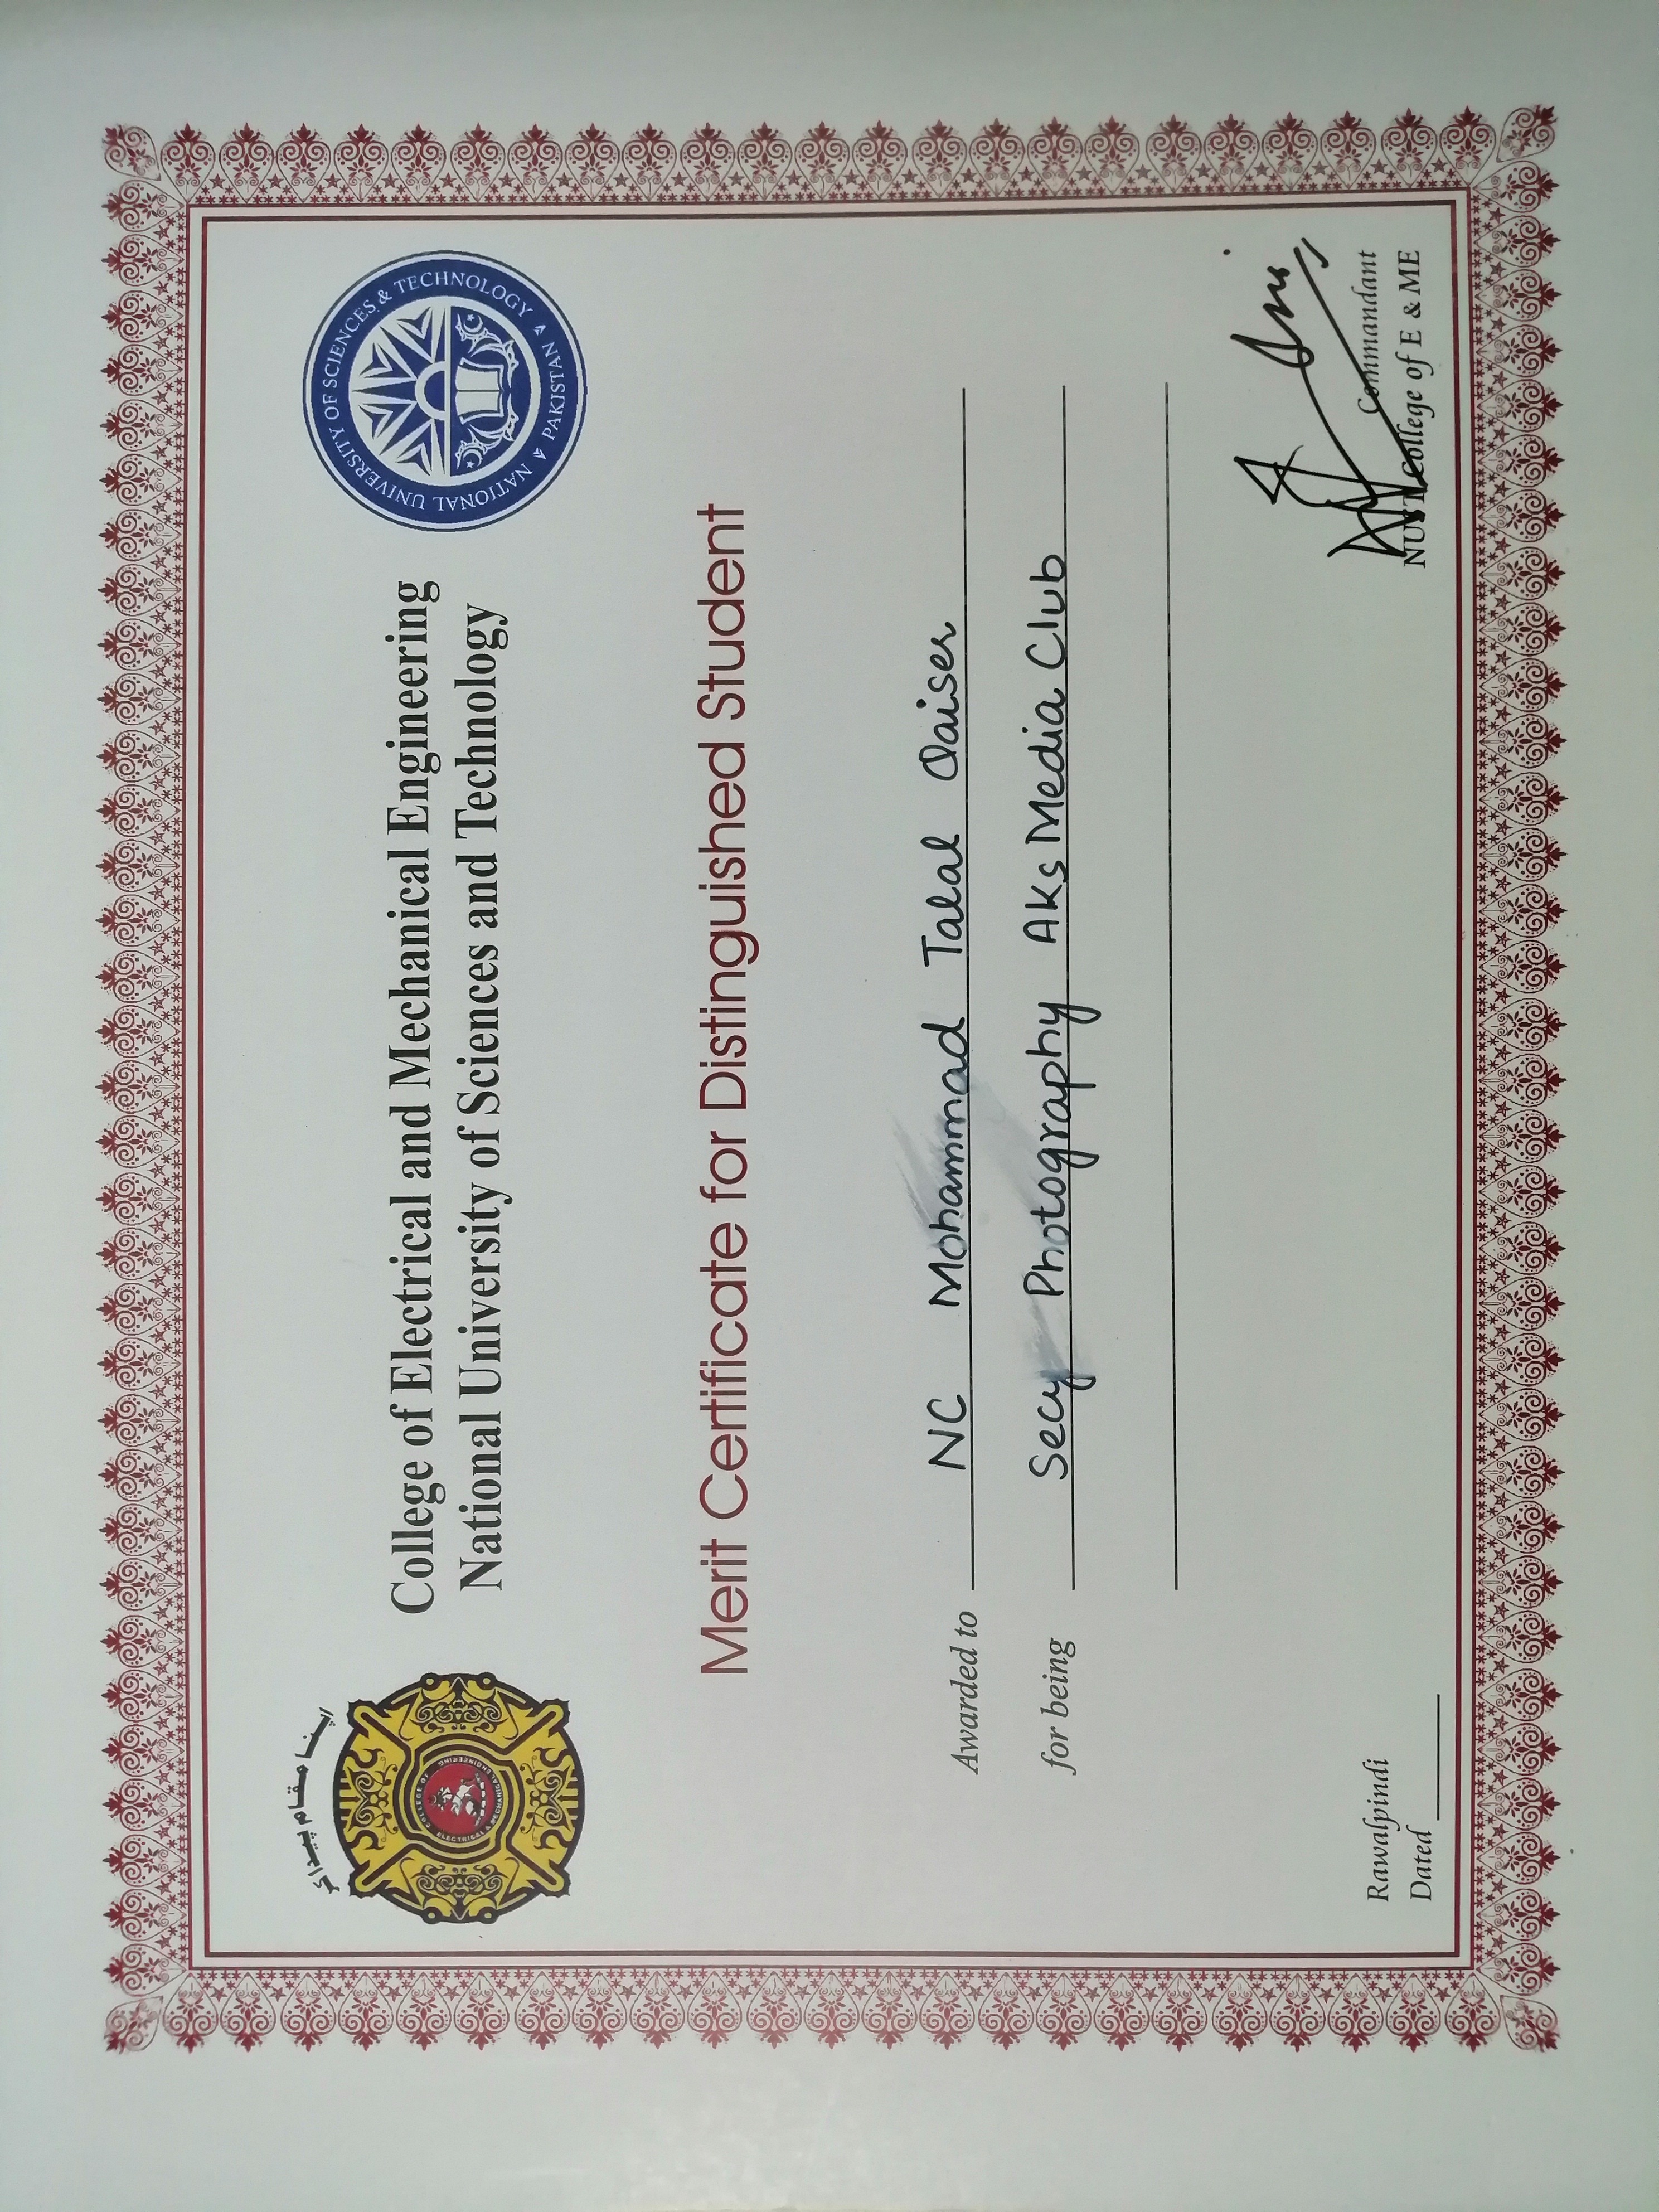 اپنا مقام پیدا کر
COLLEGE OF
ELECTRICAL & MECHANICAL ENGINEERING
NATIONAL UNIVERSITY OF SCIENCES & TECHNOLOGY
PAKISTAN
College of Electrical and Mechanical Engineering
National University of Sciences and Technology
Merit Certificate for Distinguished Student
Awarded to NC Mohammad Talal Qaiser
for being Secy Photography Aks Media Club
Rawalpindi
Dated
Commandant
NUST College of E & ME